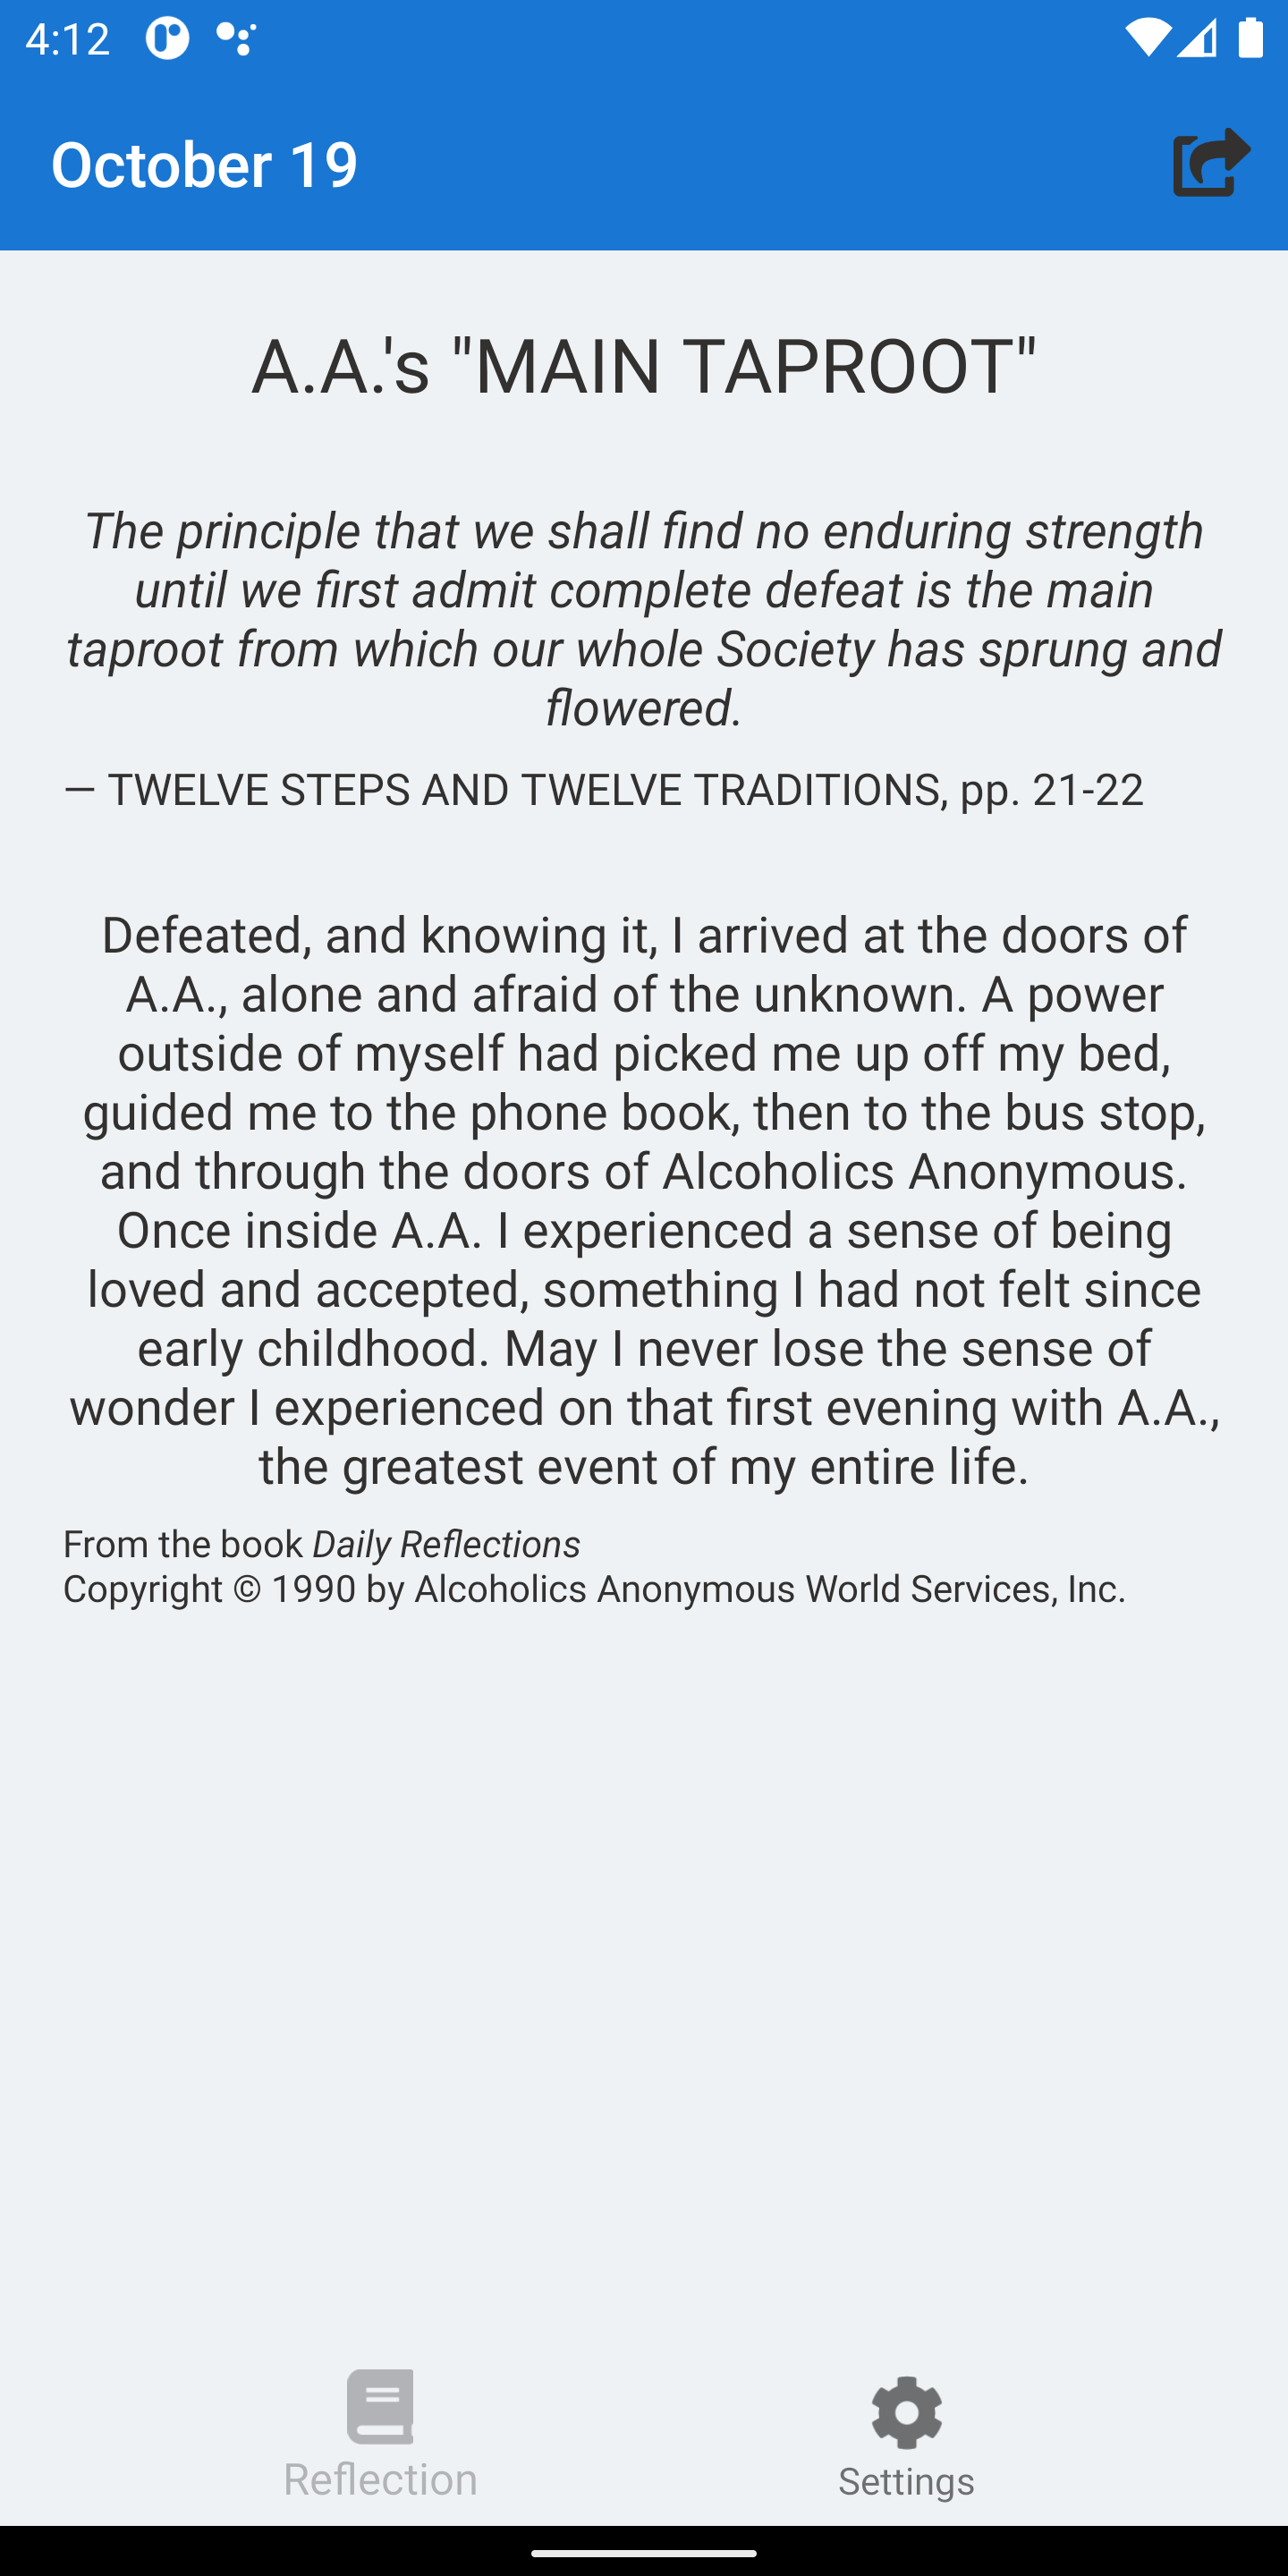 4:12
October 19
A.A.'s "MAIN TAPROOT"
The principle that we shall find no enduring strength
until we first admit complete defeat is the main
taproot from which our whole Society has sprung and
flowered.
— TWELVE STEPS AND TWELVE TRADITIONS, pp. 21-22
Defeated, and knowing it, I arrived at the doors of
A.A., alone and afraid of the unknown. A power
outside of myself had picked me up off my bed,
guided me to the phone book, then to the bus stop,
and through the doors of Alcoholics Anonymous.
Once inside A.A. I experienced a sense of being
loved and accepted, something I had not felt since
early childhood. May I never lose the sense of
wonder I experienced on that first evening with A.A.,
the greatest event of my entire life.
From the book Daily Reflections
Copyright © 1990 by Alcoholics Anonymous World Services, Inc.
Reflection
Settings